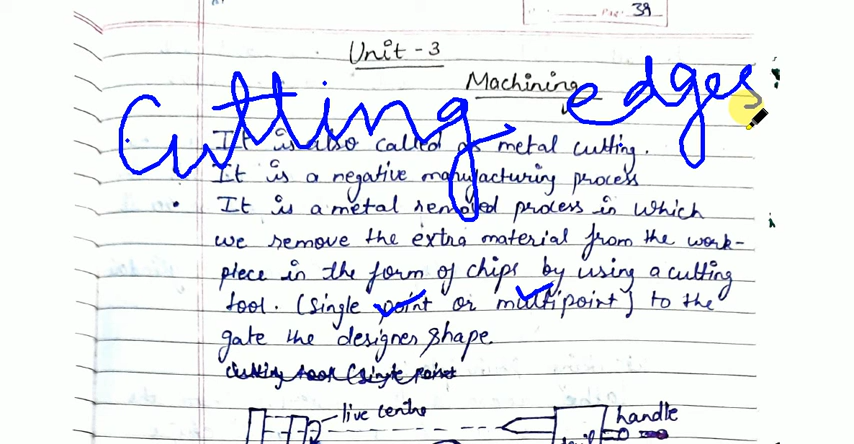 39
Unit - 3
Machining
Cutting edges
It is also called as metal cutting.
It is a negative manufacturing process
• It is a metal removed process in which
we remove the extra material from the work-
piece in the form of chips by using a cutting
tool. (Single point or multipoint) to the
gate the designer shape.
cutting tool (single point
live centre
handle